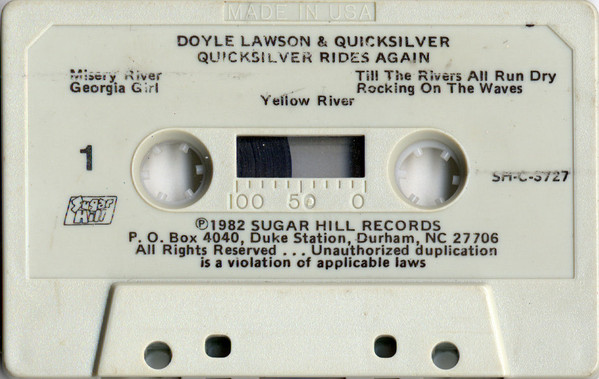 MADE IN USA
DOYLE LAWSON & QUICKSILVER
QUICKSILVER RIDES AGAIN
Misery River
Georgia Girl
Till The Rivers All Run Dry
Rocking On The Waves
Yellow River
1
100 50 0
SH-C-3727
Sugar
Hill
℗1982 SUGAR HILL RECORDS
P. O. Box 4040, Duke Station, Durham, NC 27706
All Rights Reserved . . . Unauthorized duplication
is a violation of applicable laws